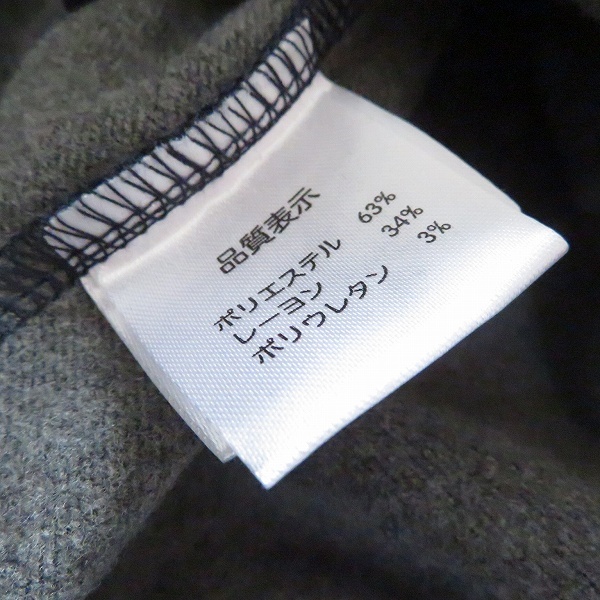 品質表示
ポリエステル 63%
レーヨン 34%
ポリウレタン 3%